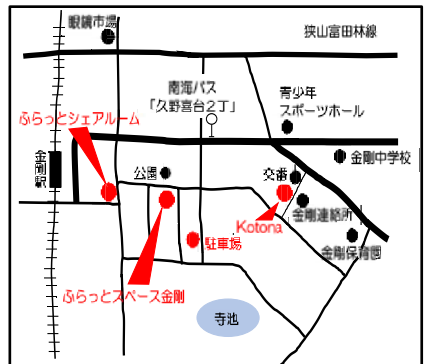 眼鏡市場
狭山富田林線
南海バス
「久野喜台2丁」
青少年
スポーツホール
ふらっとシェアルーム
金剛駅
公園
交番
金剛中学校
金剛連絡所
Kotona
駐車場
金剛保育園
ふらっとスペース金剛
寺池